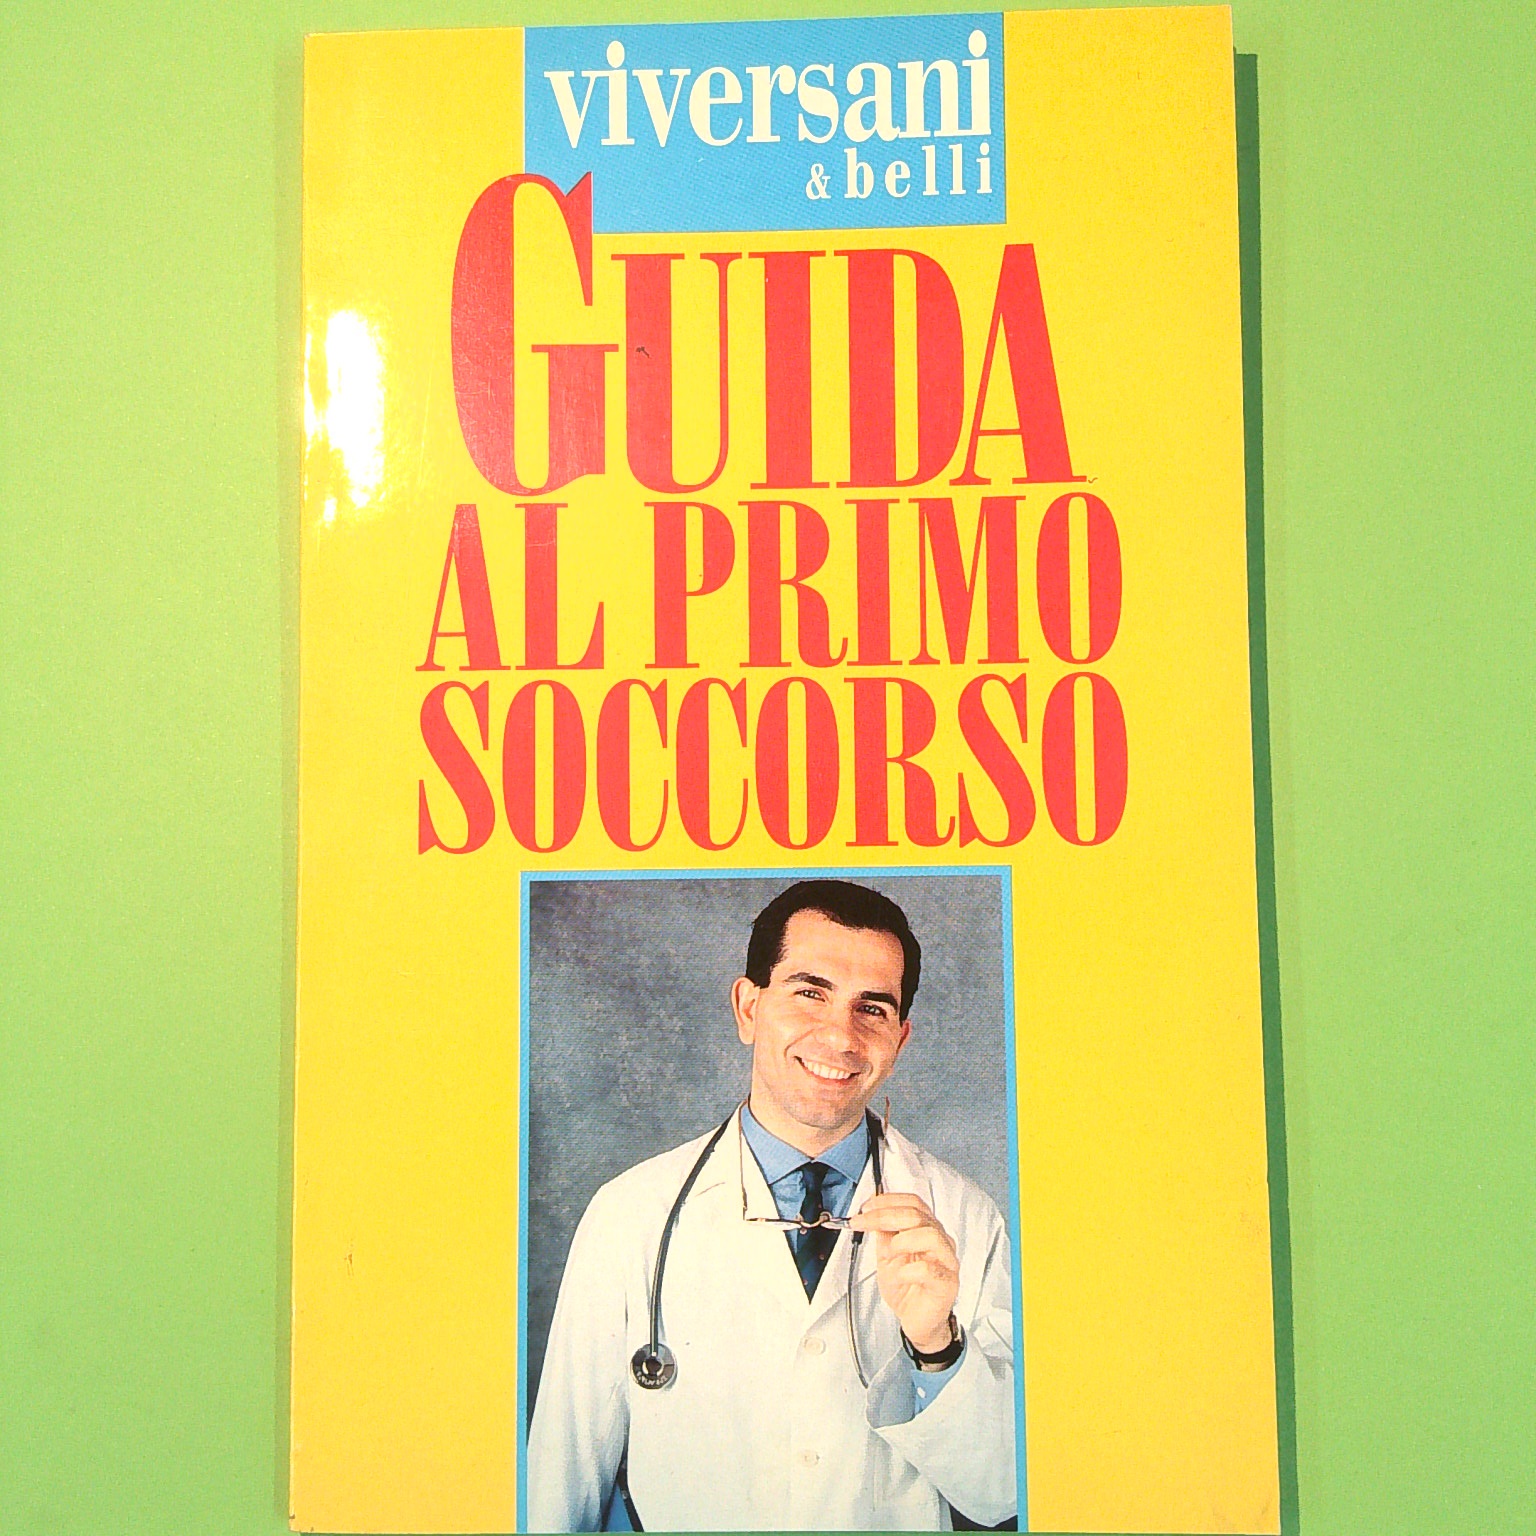 viversani
& belli
GUIDA
AL PRIMO
SOCCORSO